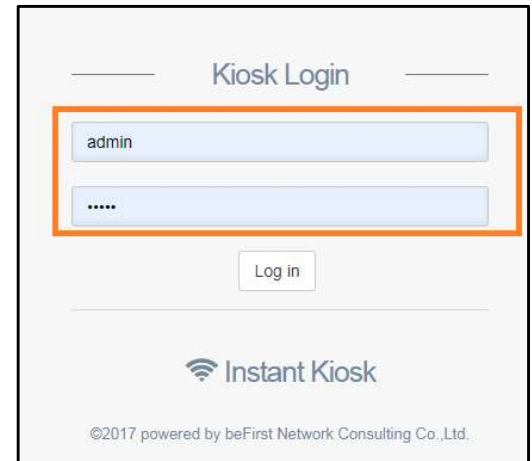 Kiosk Login
admin
•••••
Log in
Instant Kiosk
©2017 powered by beFirst Network Consulting Co.,Ltd.